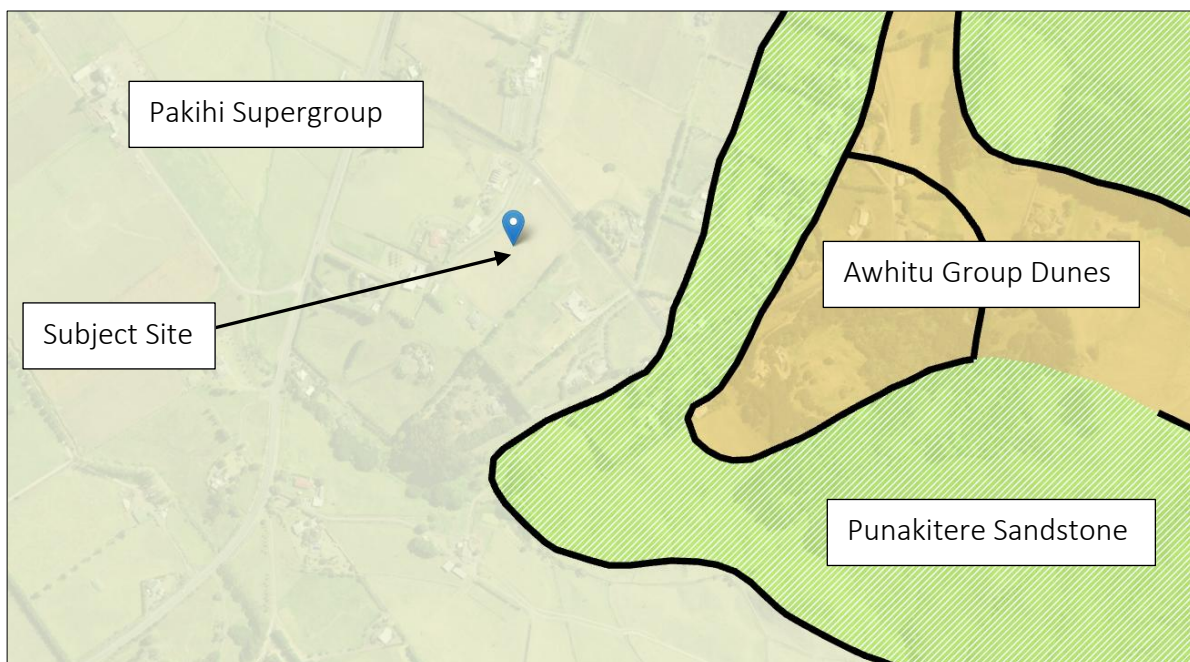 Pakihi Supergroup
Awhitu Group Dunes
Subject Site
Punakitere Sandstone